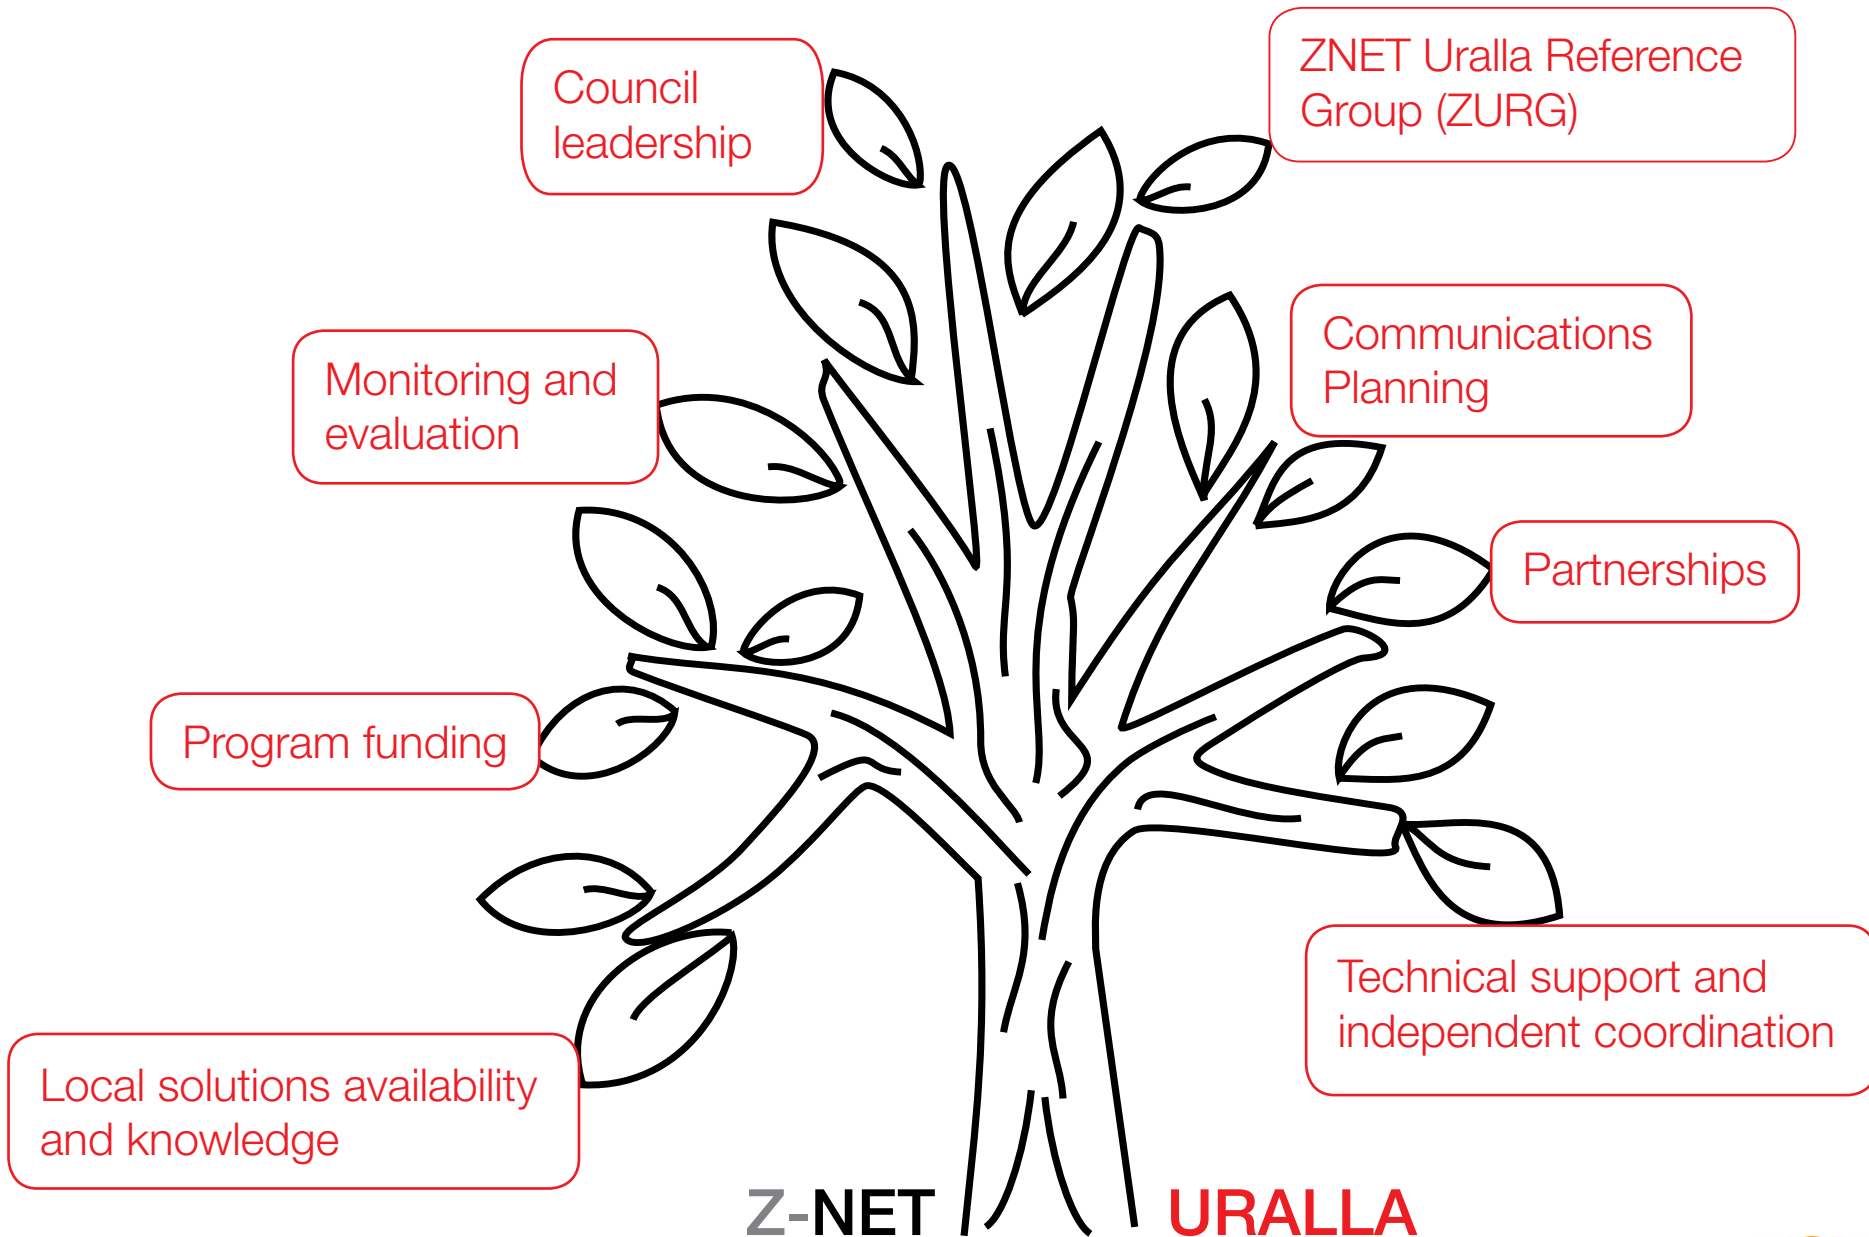 Council
leadership
ZNET Uralla Reference
Group (ZURG)
Monitoring and
evaluation
Communications
Planning
Partnerships
Program funding
Technical support and
independent coordination
Local solutions availability
and knowledge
Z-NET URALLA